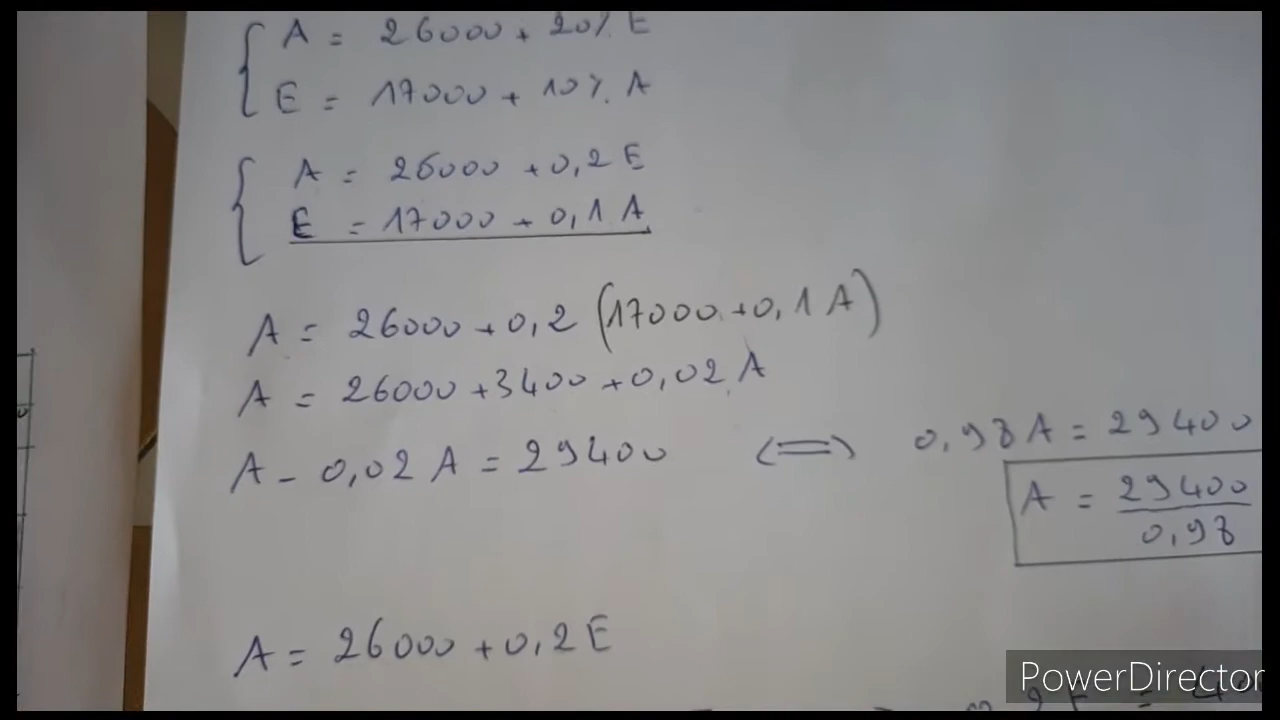 A = 26000 + 20% E
E = 17000 + 10% A
A = 26000 + 0,2 E
E = 17000 + 0,1 A
A = 26000 + 0,2 (17000 + 0,1 A)
A = 26000 + 3400 + 0,02 A
A - 0,02 A = 29400 <=> 0,98 A = 29400
A = 29400 / 0,98
A = 26000 + 0,2 E
PowerDirector